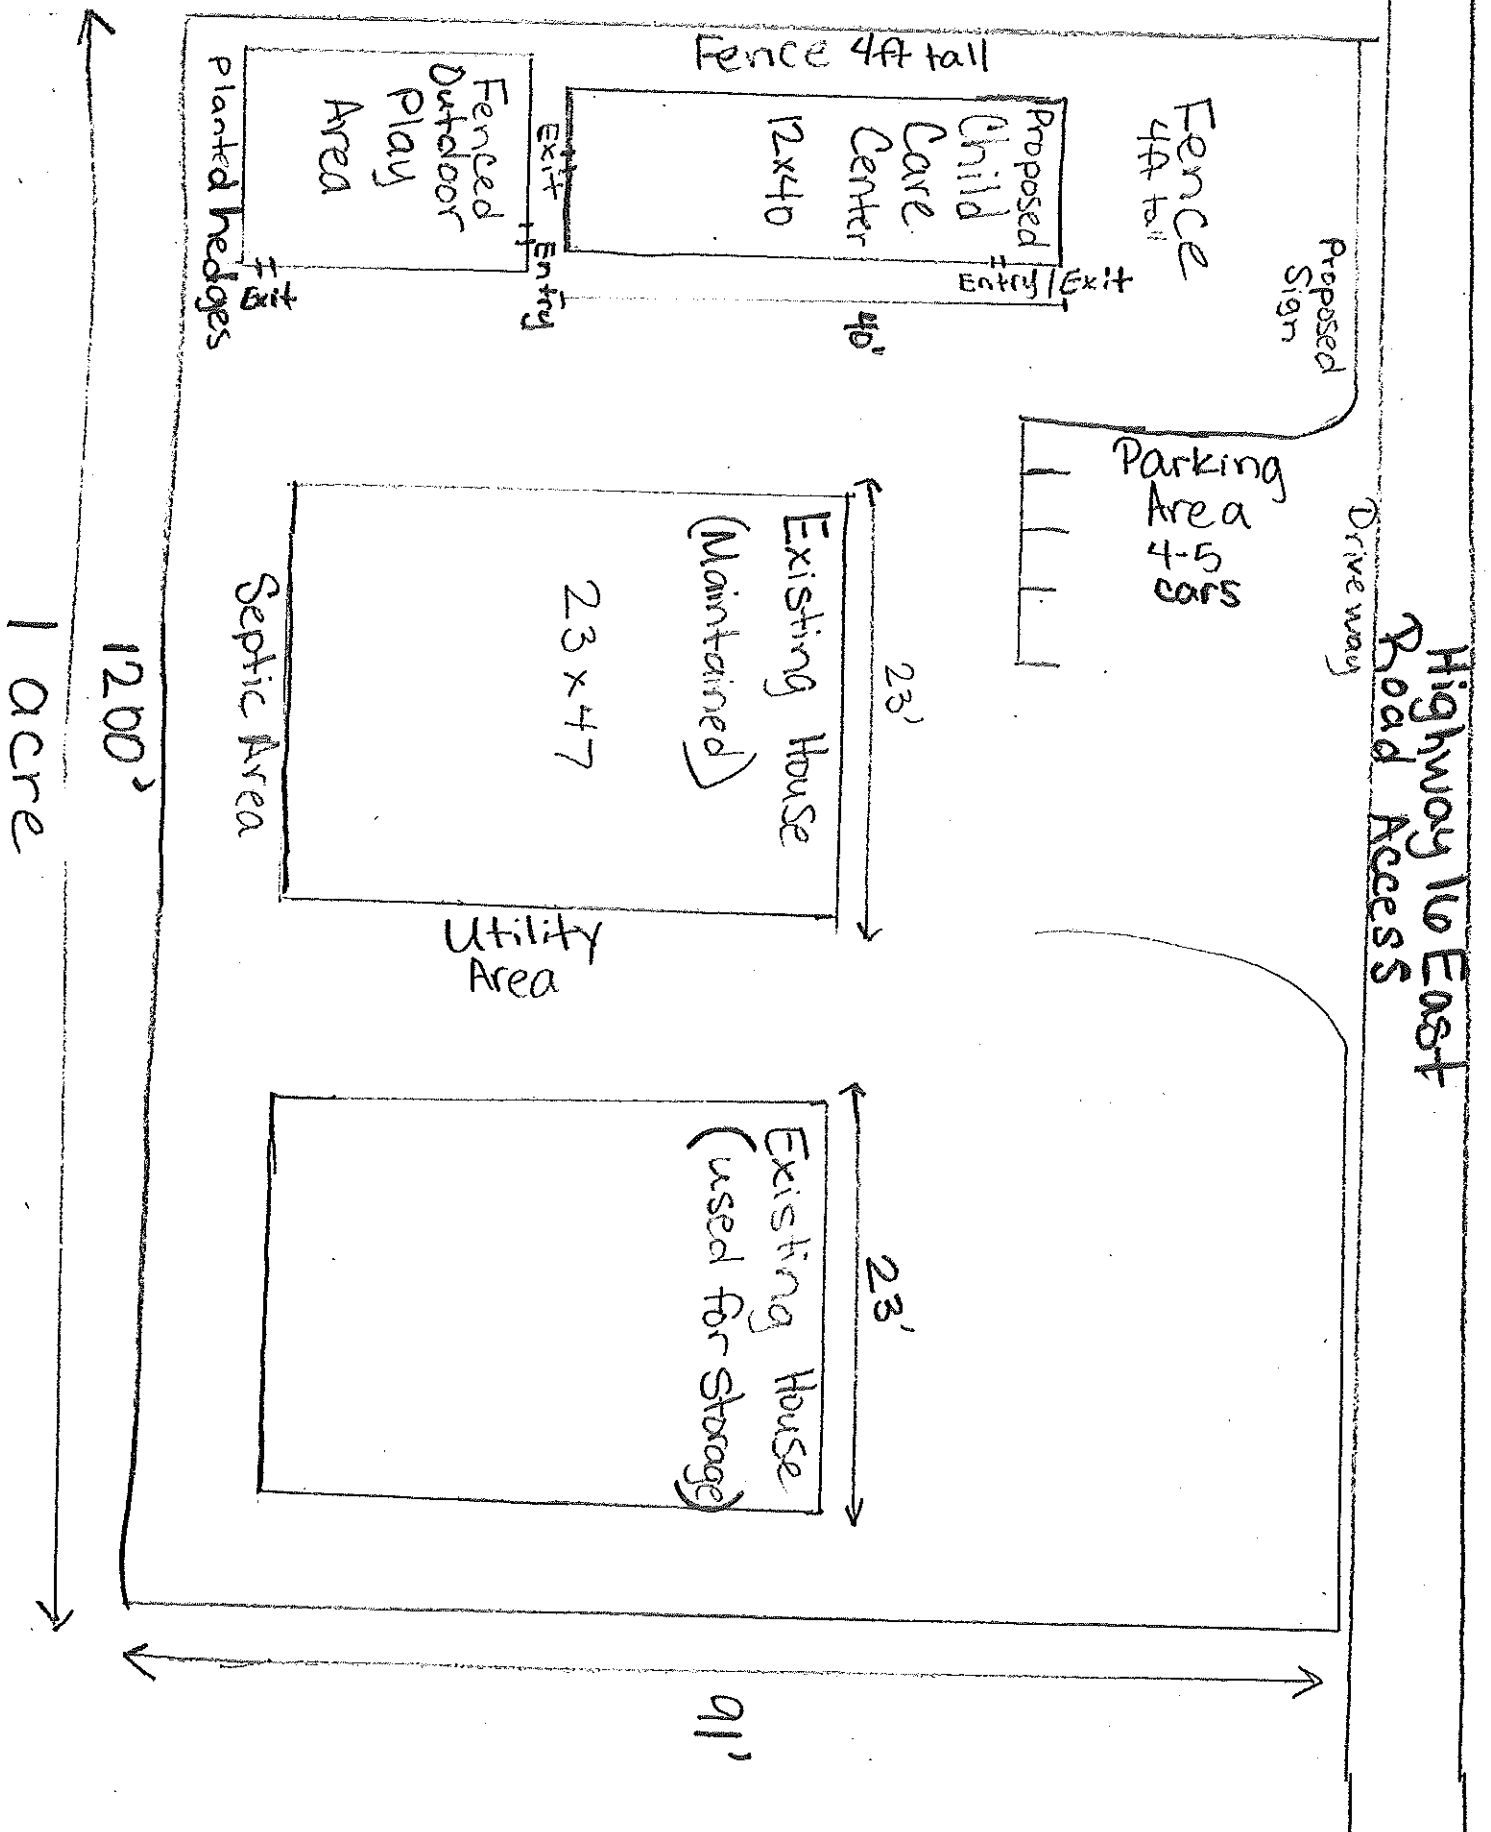 Highway 16 East
Road Access
Driveway
Proposed
Sign
Fence
4ft tall
Fence 4ft tall
Parking
Area
4-5
cars
Proposed
Child
Care
Center
12x40
Entry/Exit
40'
Exit
Entry
Fenced
Outdoor
Play
Area
Exit
Planted hedges
23'
Existing House
(Maintained)
23 x 47
Septic Area
Utility
Area
23'
Existing House
(used for Storage)
1200'
1 acre
91'